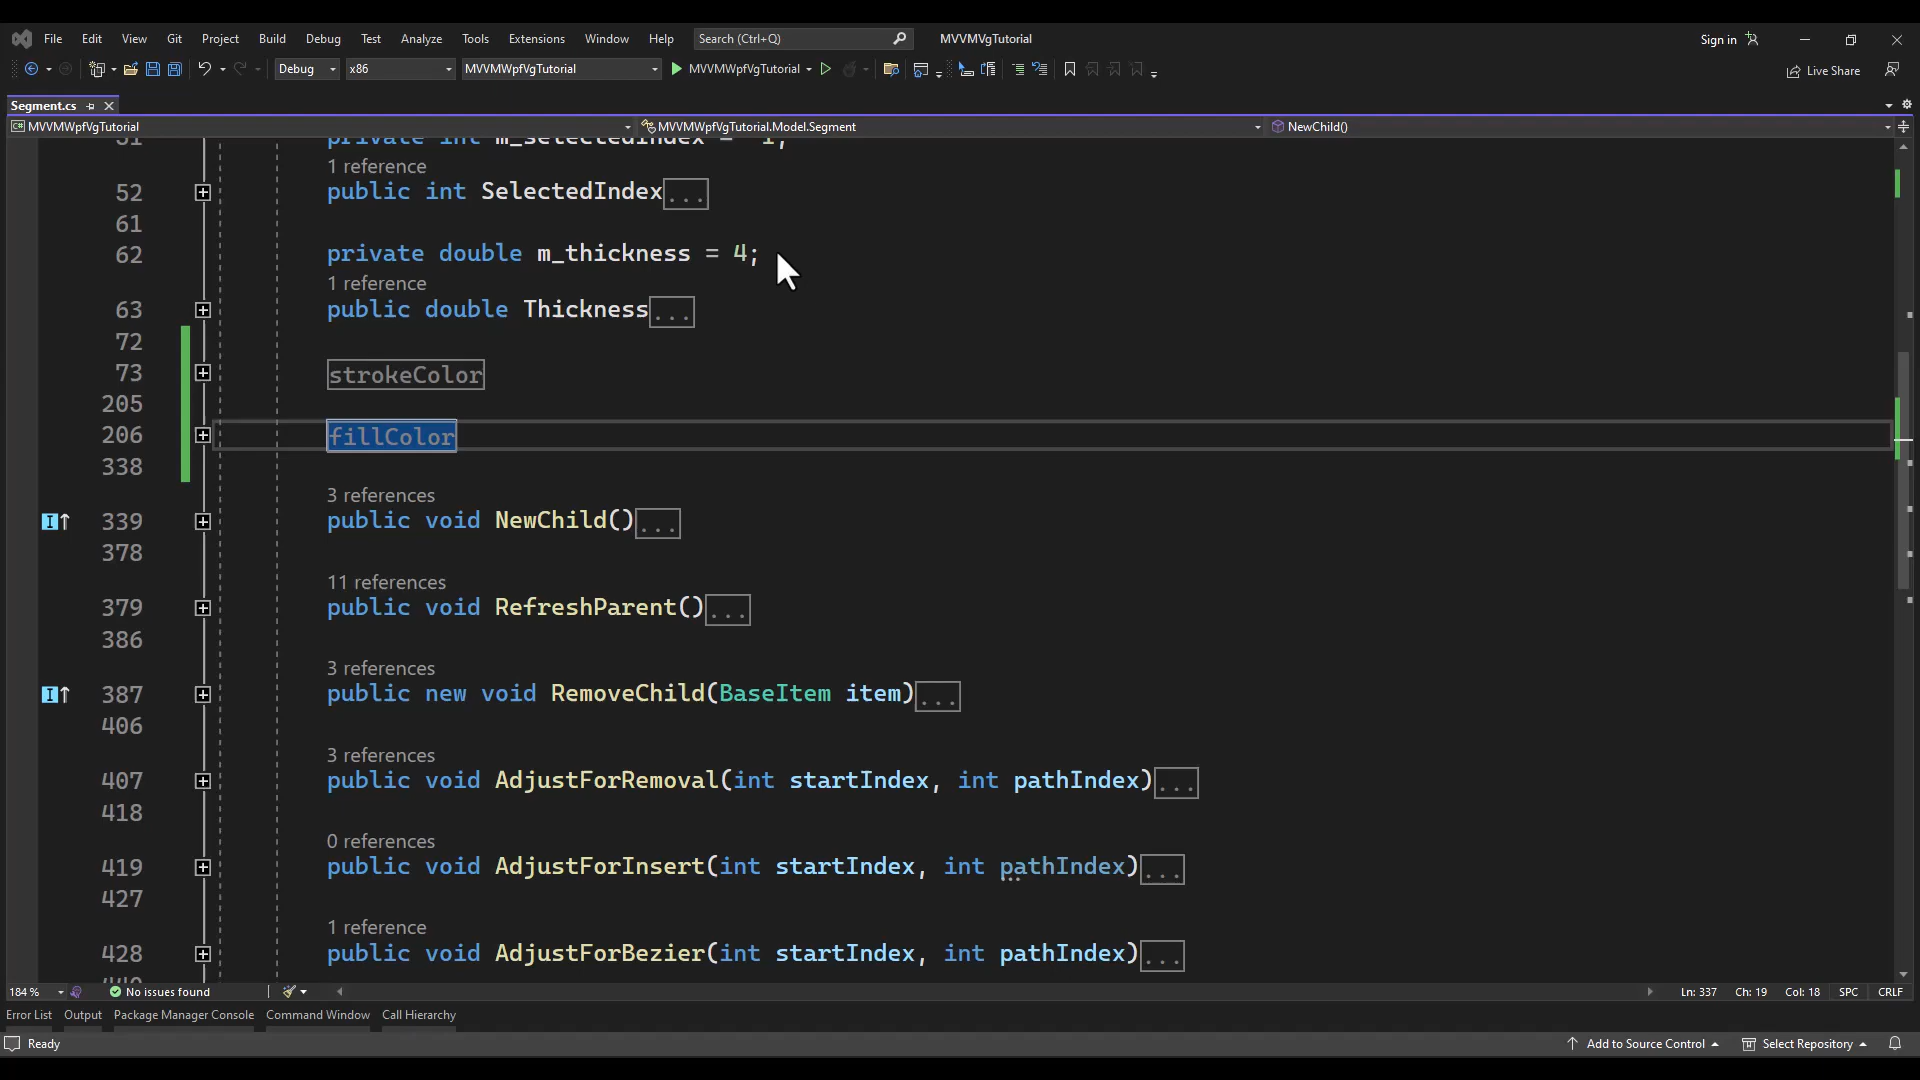 File Edit View Git Project Build Debug Test Analyze Tools Extensions Window Help Search (Ctrl+Q) MVVMVgTutorial Sign in
Debug x86 MVVMWpfVgTutorial MVVMWpfVgTutorial Live Share
Segment.cs
MVVMWpfVgTutorial MVVMWpfVgTutorial.Model.Segment NewChild()
private int m_selectedIndex = -1;
1 reference
52 public int SelectedIndex...
61
62 private double m_thickness = 4;
1 reference
63 public double Thickness...
72
73 strokeColor
205
206 fillColor
338
3 references
339 public void NewChild()...
378
11 references
379 public void RefreshParent()...
386
3 references
387 public new void RemoveChild(BaseItem item)...
406
3 references
407 public void AdjustForRemoval(int startIndex, int pathIndex)...
418
0 references
419 public void AdjustForInsert(int startIndex, int pathIndex)...
427
1 reference
428 public void AdjustForBezier(int startIndex, int pathIndex)...
184 % No issues found Ln: 337 Ch: 19 Col: 18 SPC CRLF
Error List Output Package Manager Console Command Window Call Hierarchy
Ready Add to Source Control Select Repository